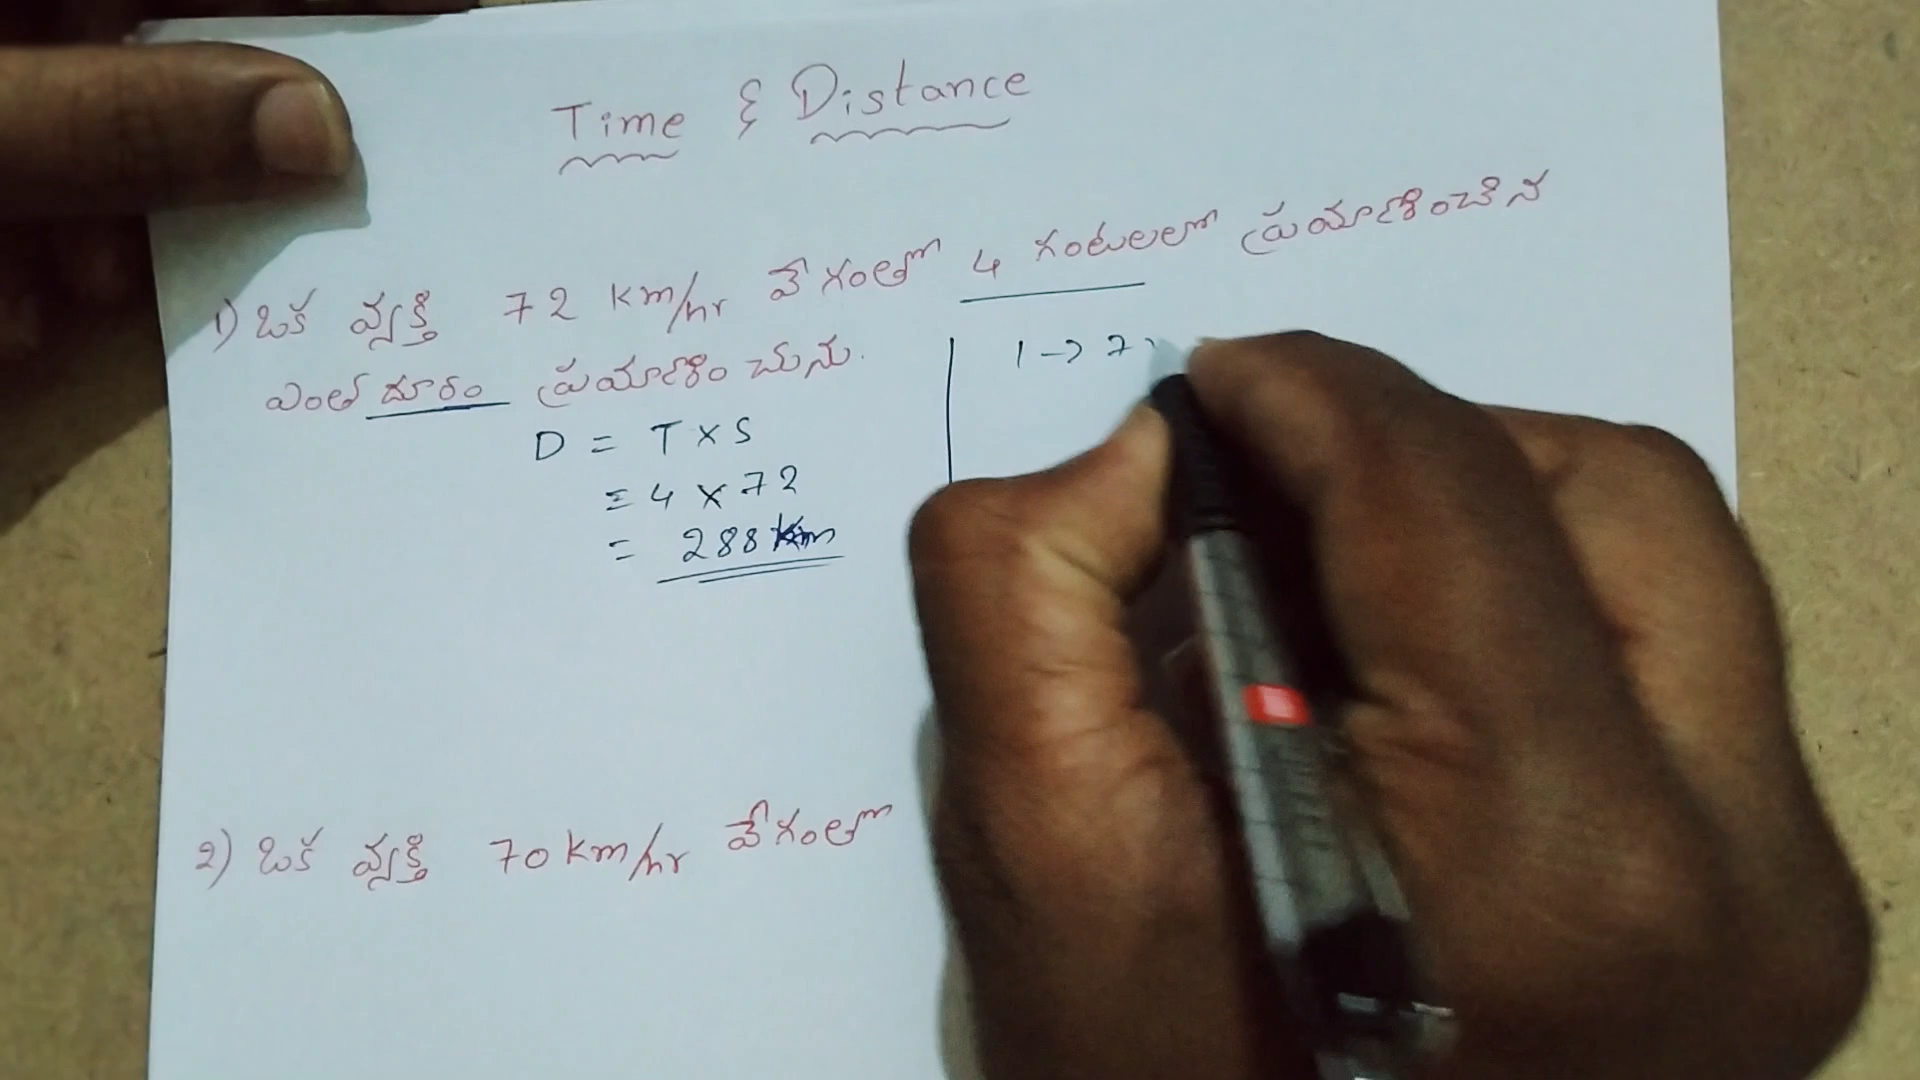 Time & Distance
1) ఒక వ్యక్తి 72 km/hr వేగంతో 4 గంటలలో ప్రయాణించిన
ఎంత దూరం ప్రయాణించును.
D = T × S
= 4 × 72
= 288 km
1 → 7
2) ఒక వ్యక్తి 70 km/hr వేగంతో